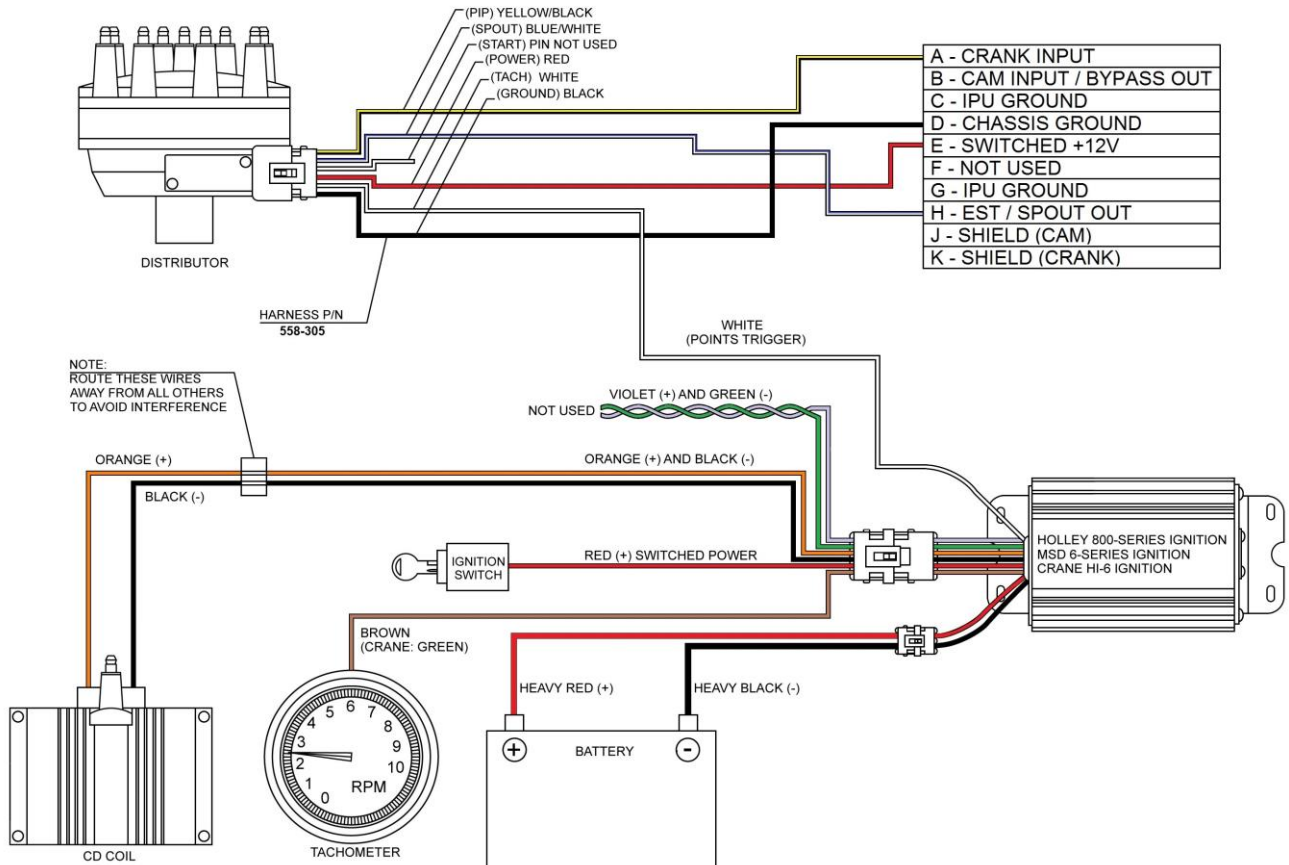 (PIP) YELLOW/BLACK
(SPOUT) BLUE/WHITE
(START) PIN NOT USED
(POWER) RED
(TACH) WHITE
(GROUND) BLACK
A - CRANK INPUT
B - CAM INPUT / BYPASS OUT
C - IPU GROUND
D - CHASSIS GROUND
E - SWITCHED +12V
F - NOT USED
G - IPU GROUND
H - EST / SPOUT OUT
J - SHIELD (CAM)
K - SHIELD (CRANK)
DISTRIBUTOR
HARNESS P/N
558-305
WHITE
(POINTS TRIGGER)
NOTE:
ROUTE THESE WIRES
AWAY FROM ALL OTHERS
TO AVOID INTERFERENCE
VIOLET (+) AND GREEN (-)
NOT USED
ORANGE (+)
ORANGE (+) AND BLACK (-)
BLACK (-)
IGNITION
SWITCH
RED (+) SWITCHED POWER
HOLLEY 800-SERIES IGNITION
MSD 6-SERIES IGNITION
CRANE HI-6 IGNITION
BROWN
(CRANE: GREEN)
HEAVY RED (+)
HEAVY BLACK (-)
+
BATTERY
-
0
1
2
3
4
5
6
7
8
9
10
RPM
TACHOMETER
CD COIL